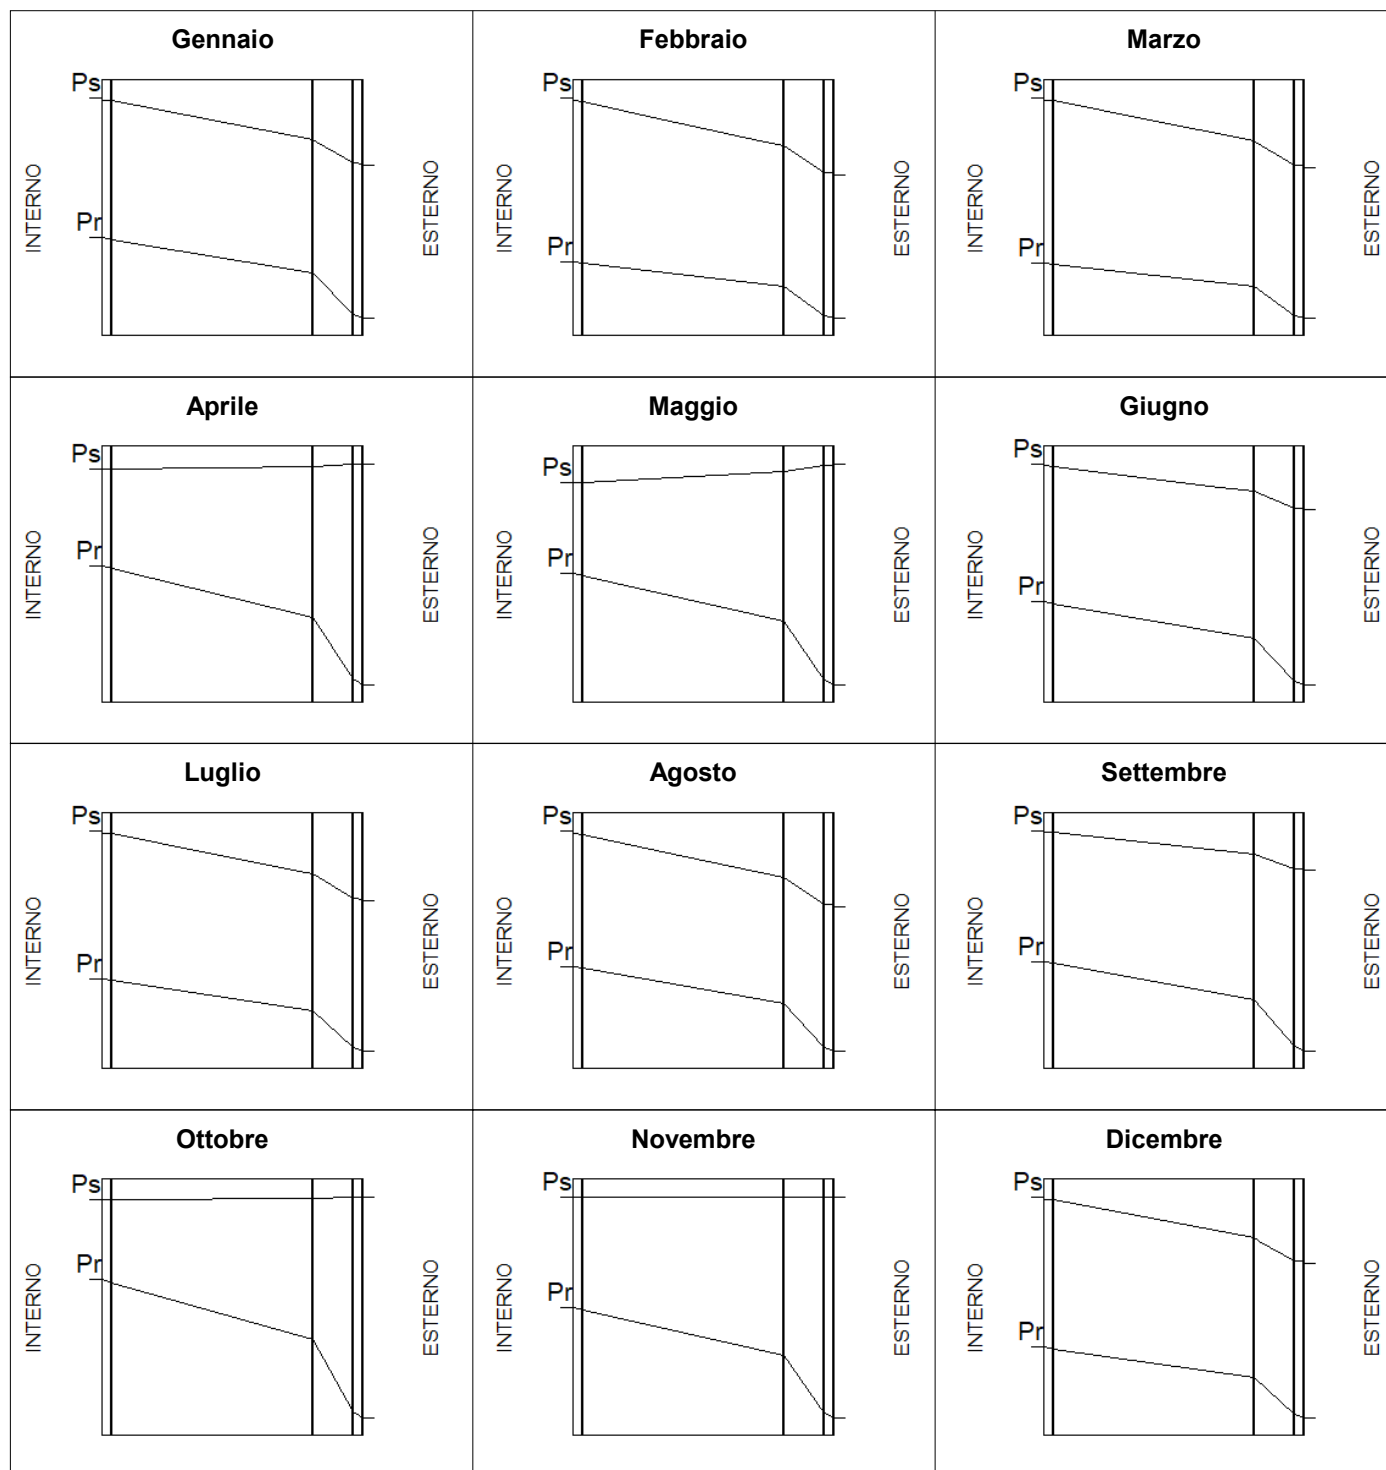 Gennaio
Ps
Pr
INTERNO
ESTERNO
Febbraio
Ps
Pr
INTERNO
ESTERNO
Marzo
Ps
Pr
INTERNO
ESTERNO
Aprile
Ps
Pr
INTERNO
ESTERNO
Maggio
Ps
Pr
INTERNO
ESTERNO
Giugno
Ps
Pr
INTERNO
ESTERNO
Luglio
Ps
Pr
INTERNO
ESTERNO
Agosto
Ps
Pr
INTERNO
ESTERNO
Settembre
Ps
Pr
INTERNO
ESTERNO
Ottobre
Ps
Pr
INTERNO
ESTERNO
Novembre
Ps
Pr
INTERNO
ESTERNO
Dicembre
Ps
Pr
INTERNO
ESTERNO